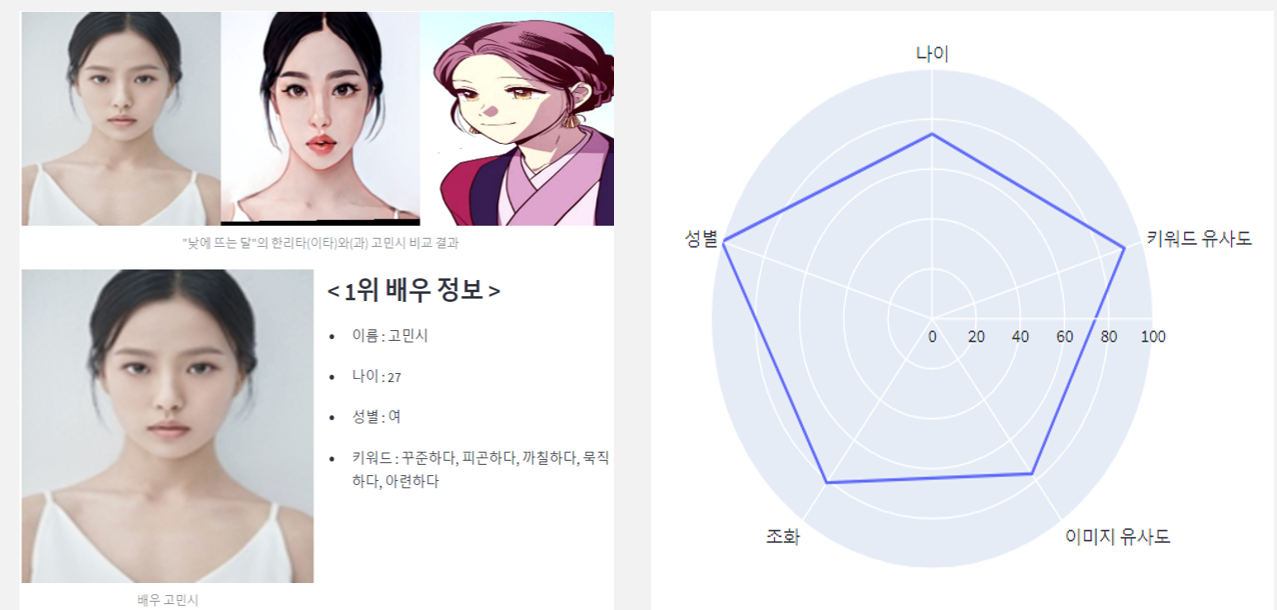 "낮에 뜨는 달"의 한리타(이타)와(과) 고민시 비교 결과
< 1위 배우 정보 >
• 이름 : 고민시
• 나이 : 27
• 성별 : 여
• 키워드 : 꾸준하다, 피곤하다, 까칠하다, 묵직
하다, 아련하다
배우 고민시
나이
성별
키워드 유사도
0 20 40 60 80 100
조화
이미지 유사도